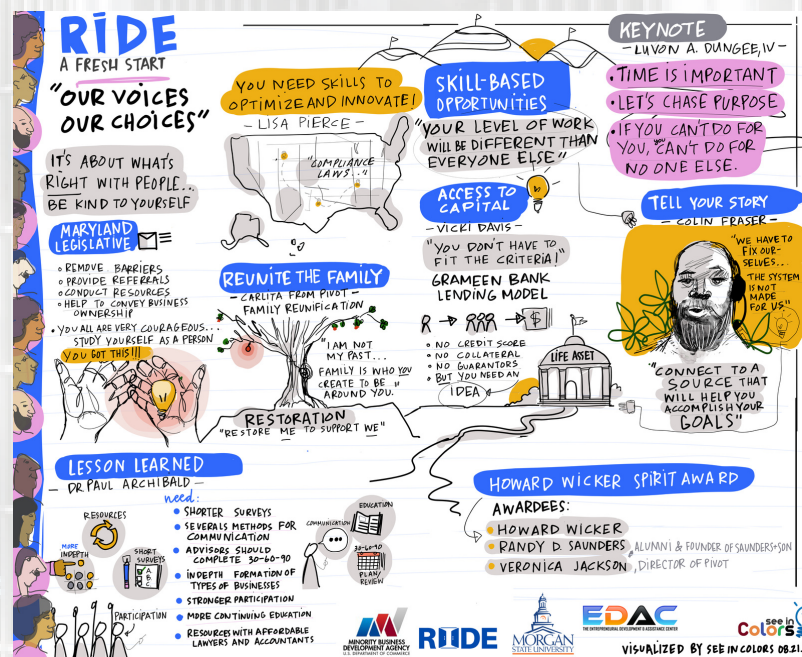 RIDE
A FRESH START
"OUR VOICES
OUR CHOICES"
IT'S ABOUT WHAT'S
RIGHT WITH PEOPLE...
BE KIND TO YOURSELF
MARYLAND
LEGISLATIVE
REMOVE BARRIERS
PROVIDE REFERRALS
CONDUCT RESOURCES
HELP TO CONVEY BUSINESS
OWNERSHIP
• YOU ALL ARE VERY COURAGEOUS...
STUDY YOURSELF AS A PERSON
YOU GOT THIS!!!
YOU NEED SKILLS TO
OPTIMIZE AND INNOVATE!
- LISA PIERCE -
"COMPLIANCE
LAWS..."
REUNITE THE FAMILY
- CARLITA FROM PIVOT -
FAMILY REUNIFICATION
"I AM NOT
MY PAST...
FAMILY IS WHO YOU
CREATE TO BE
AROUND YOU."
RESTORATION
"RESTORE ME TO SUPPORT WE"
SKILL-BASED
OPPORTUNITIES
"YOUR LEVEL OF WORK
WILL BE DIFFERENT THAN
EVERYONE ELSE"
ACCESS TO
CAPITAL
- VICKI DAVIS -
"YOU DON'T HAVE TO
FIT THE CRITERIA!"
GRAMEEN BANK
LENDING MODEL
$
NO CREDIT SCORE
NO COLLATERAL
NO GUARANTORS
BUT YOU NEED AN
IDEA
LIFE ASSET
KEYNOTE
- LUVON A. DUNGEE, IV -
• TIME IS IMPORTANT
• LET'S CHASE PURPOSE
• IF YOU CAN'T DO FOR
YOU, YOU CAN'T DO FOR
NO ONE ELSE.
TELL YOUR STORY
- COLIN FRASER -
"WE HAVE TO
FIX OUR-
SELVES...
THE SYSTEM
IS NOT
MADE
FOR US"
"CONNECT TO A
SOURCE THAT
WILL HELP YOU
ACCOMPLISH YOUR
GOALS"
LESSON LEARNED
- DR PAUL ARCHIBALD -
RESOURCES
MORE
INDEPTH
SHORT
SURVEYS
A
B
C
PARTICIPATION
need:
• SHORTER SURVEYS
• SEVERALS METHODS FOR
COMMUNICATION
• ADVISORS SHOULD
COMPLETE 30-60-90
• INDEPTH FORMATION OF
TYPES OF BUSINESSES
• STRONGER PARTICIPATION
• MORE CONTINUING EDUCATION
• RESOURCES WITH AFFORDABLE
LAWYERS AND ACCOUNTANTS
EDUCATION
COMMUNICATION
30-60-90
PLAN/
REVIEW
HOWARD WICKER SPIRIT AWARD
AWARDEES:
• HOWARD WICKER
• RANDY D. SAUNDERS, ALUMNI & FOUNDER OF SAUNDERS+SON
• VERONICA JACKSON, DIRECTOR OF PIVOT
MINORITY BUSINESS
DEVELOPMENT AGENCY
U.S. DEPARTMENT OF COMMERCE
RIIDE
MORGAN
STATE UNIVERSITY
EDAC
THE ENTREPRENEURIAL DEVELOPMENT & ASSISTANCE CENTER
see in
Colors
VISUALIZED BY SEE IN COLORS 08.21.